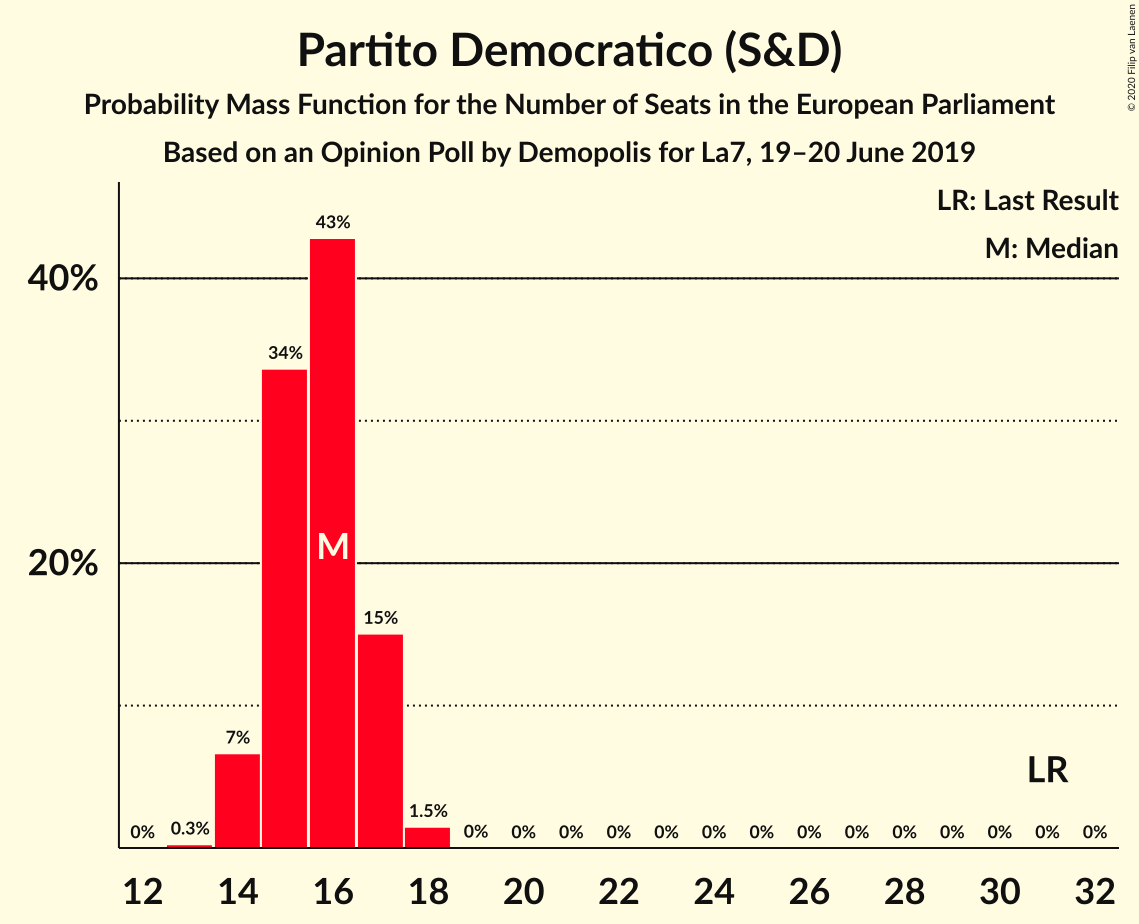 Partito Democratico (S&D)
Probability Mass Function for the Number of Seats in the European Parliament
Based on an Opinion Poll by Demopolis for La7, 19–20 June 2019
© 2020 Filip van Laenen
LR: Last Result
M: Median
43%
40%
34%
M
20%
15%
7%
LR
0% 0.3% 1.5% 0% 0% 0% 0% 0% 0% 0% 0% 0% 0% 0% 0% 0% 0%
12 14 16 18 20 22 24 26 28 30 32